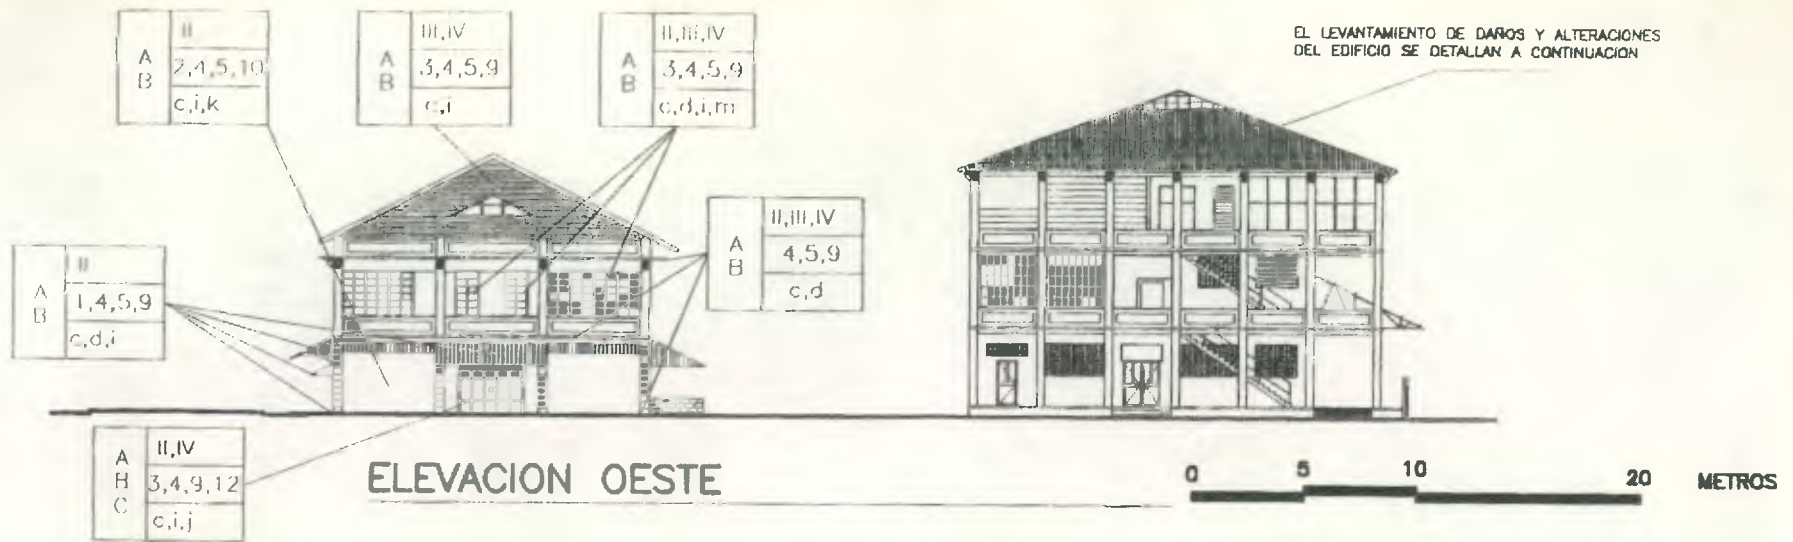 A
B
II
2,4,5,10
c,i,k
A
B
III,IV
3,4,5,9
c,i
A
B
II,III,IV
3,4,5,9
c,d,i,m
EL LEVANTAMIENTO DE DAÑOS Y ALTERACIONES
DEL EDIFICIO SE DETALLAN A CONTINUACION
A
B
II,III,IV
4,5,9
c,d
A
B
II
1,4,5,9
c,d,i
A
B
C
II,IV
3,4,9,12
c,i,j
ELEVACION OESTE
0 5 10 20 METROS